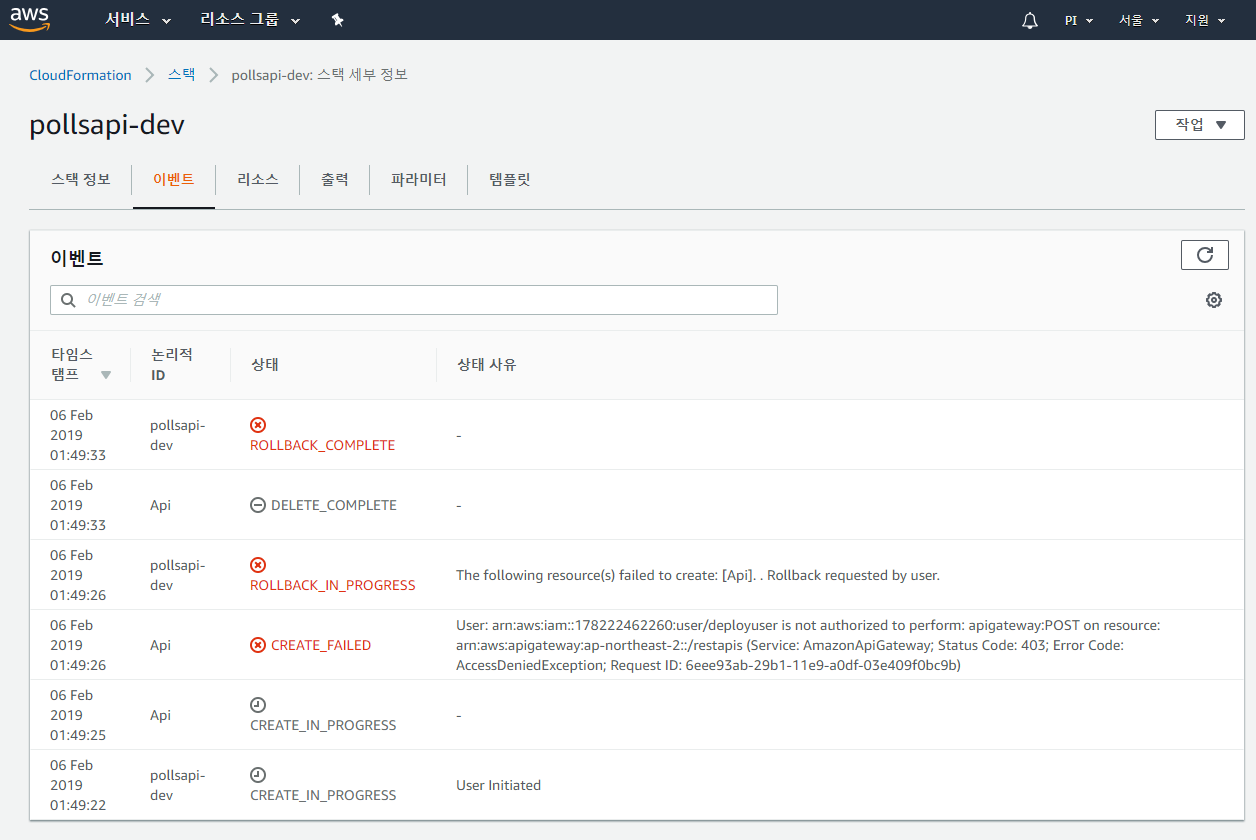 aws 서비스 리소스 그룹 PI 서울 지원
CloudFormation 스택 pollsapi-dev: 스택 세부 정보
pollsapi-dev
작업
스택 정보 이벤트 리소스 출력 파라미터 템플릿
이벤트
이벤트 검색
타임스
탬프
논리적
ID
상태
상태 사유
06 Feb
2019
01:49:33
pollsapi-
dev
ROLLBACK_COMPLETE
-
06 Feb
2019
01:49:33
Api
DELETE_COMPLETE
-
06 Feb
2019
01:49:26
pollsapi-
dev
ROLLBACK_IN_PROGRESS
The following resource(s) failed to create: [Api]. . Rollback requested by user.
06 Feb
2019
01:49:26
Api
CREATE_FAILED
User: arn:aws:iam::178222462260:user/deployuser is not authorized to perform: apigateway:POST on resource:
arn:aws:apigateway:ap-northeast-2::/restapis (Service: AmazonApiGateway; Status Code: 403; Error Code:
AccessDeniedException; Request ID: 6eee93ab-29b1-11e9-a0df-03e409f0bc9b)
06 Feb
2019
01:49:25
Api
CREATE_IN_PROGRESS
-
06 Feb
2019
01:49:22
pollsapi-
dev
CREATE_IN_PROGRESS
User Initiated